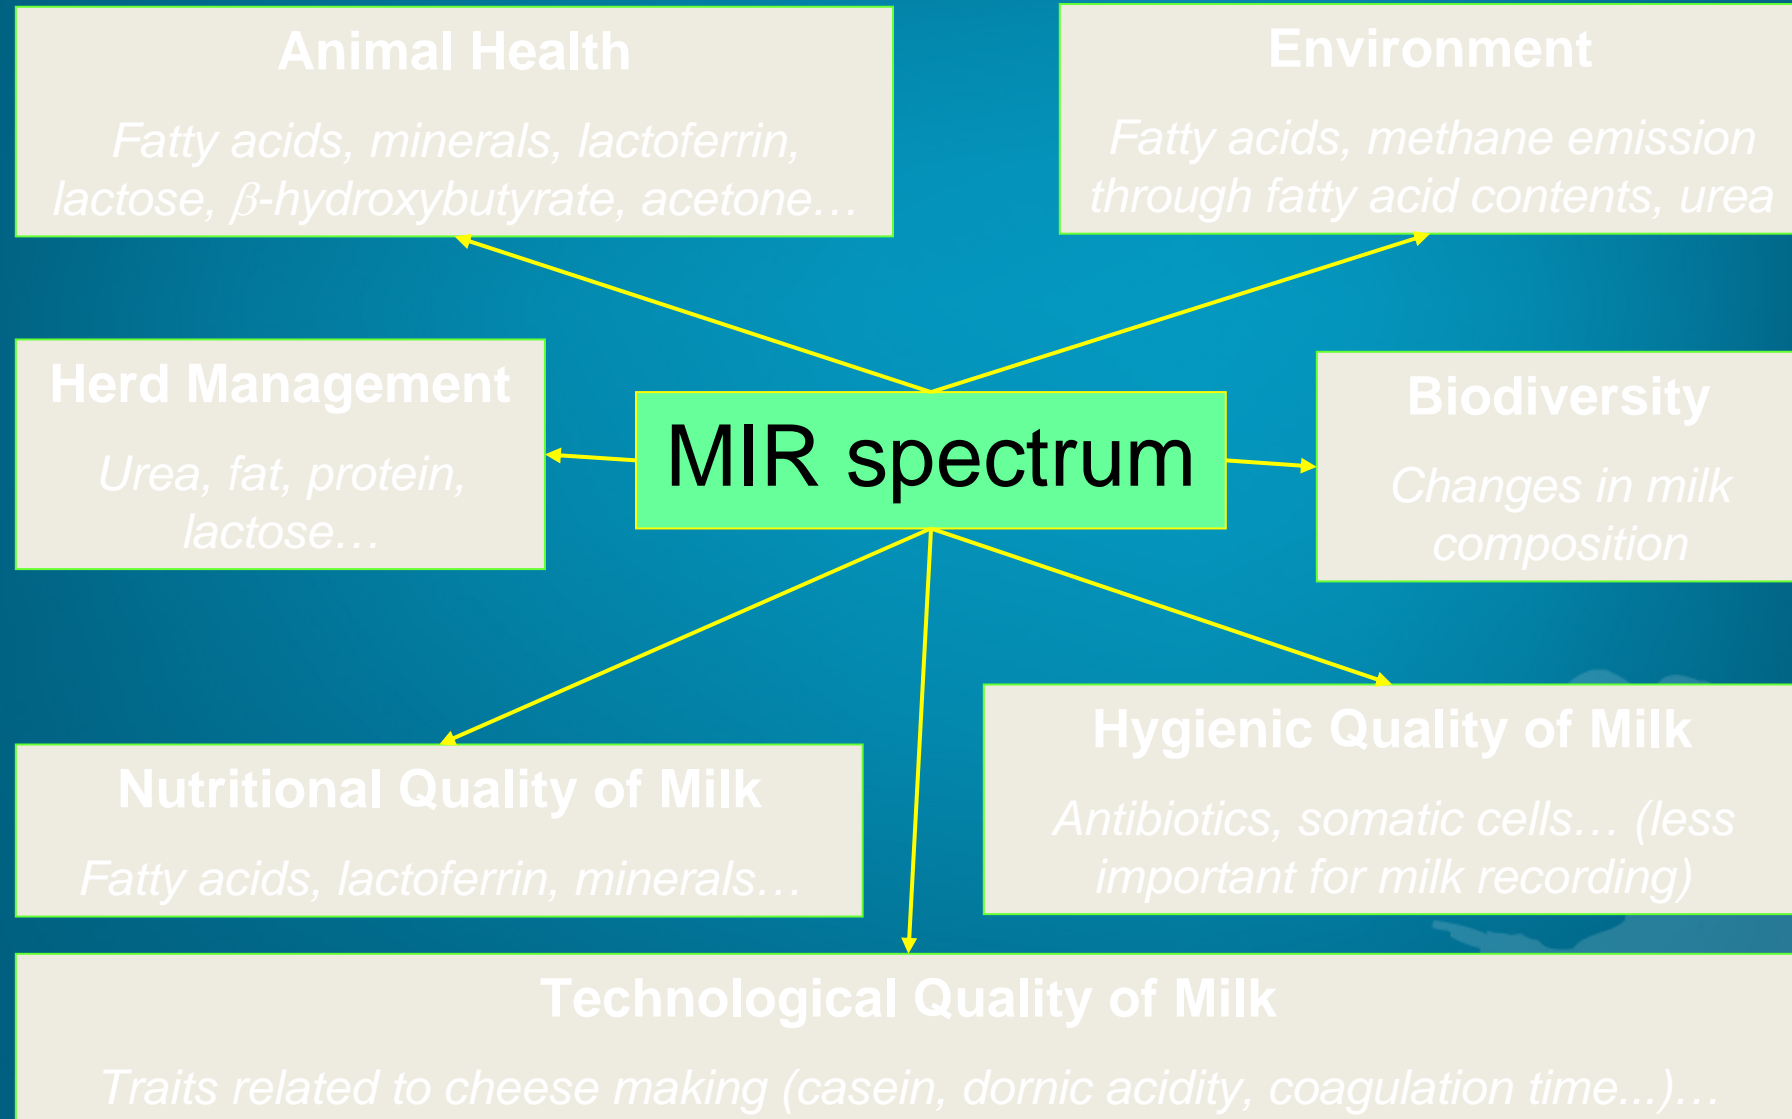 Animal Health
Fatty acids, minerals, lactoferrin,
lactose, β-hydroxybutyrate, acetone…
Environment
Fatty acids, methane emission
through fatty acid contents, urea
Herd Management
Urea, fat, protein,
lactose…
MIR spectrum
Biodiversity
Changes in milk
composition
Nutritional Quality of Milk
Fatty acids, lactoferrin, minerals…
Hygienic Quality of Milk
Antibiotics, somatic cells… (less
important for milk recording)
Technological Quality of Milk
Traits related to cheese making (casein, dornic acidity, coagulation time...)…